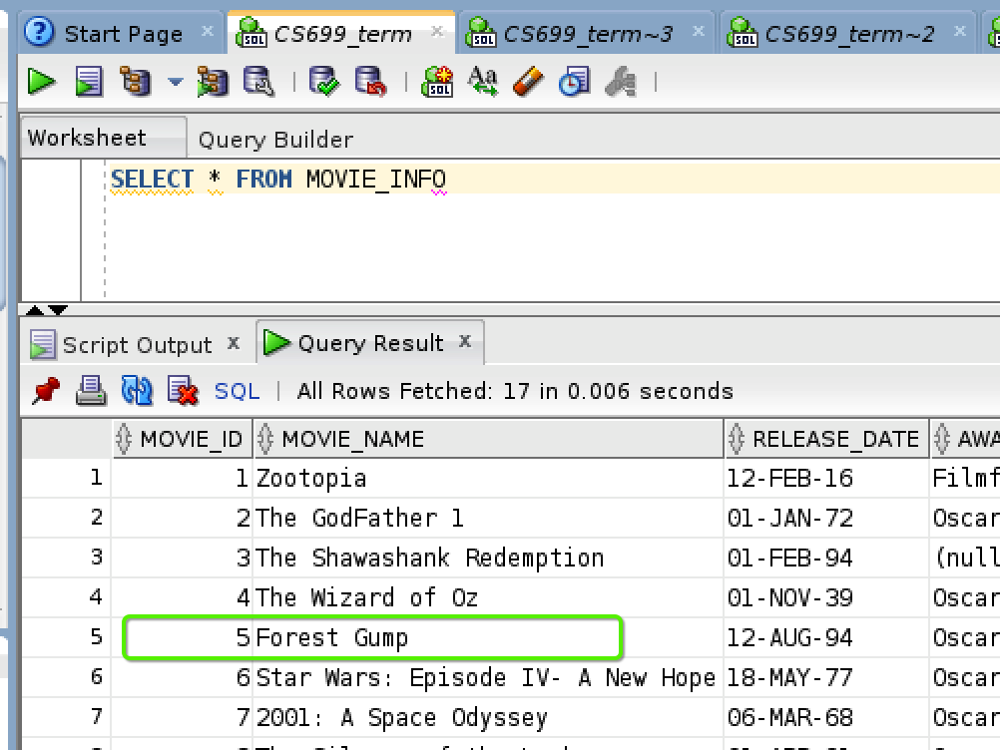 Start Page CS699_term CS699_term~3 CS699_term~2
Worksheet Query Builder
SELECT * FROM MOVIE_INFO
Script Output Query Result
SQL | All Rows Fetched: 17 in 0.006 seconds
MOVIE_ID MOVIE_NAME RELEASE_DATE AWA
1 1 Zootopia 12-FEB-16 Filmf
2 2 The GodFather 1 01-JAN-72 Oscar
3 3 The Shawashank Redemption 01-FEB-94 (null
4 4 The Wizard of Oz 01-NOV-39 Oscar
5 5 Forest Gump 12-AUG-94 Oscar
6 6 Star Wars: Episode IV- A New Hope 18-MAY-77 Oscar
7 7 2001: A Space Odyssey 06-MAR-68 Oscar